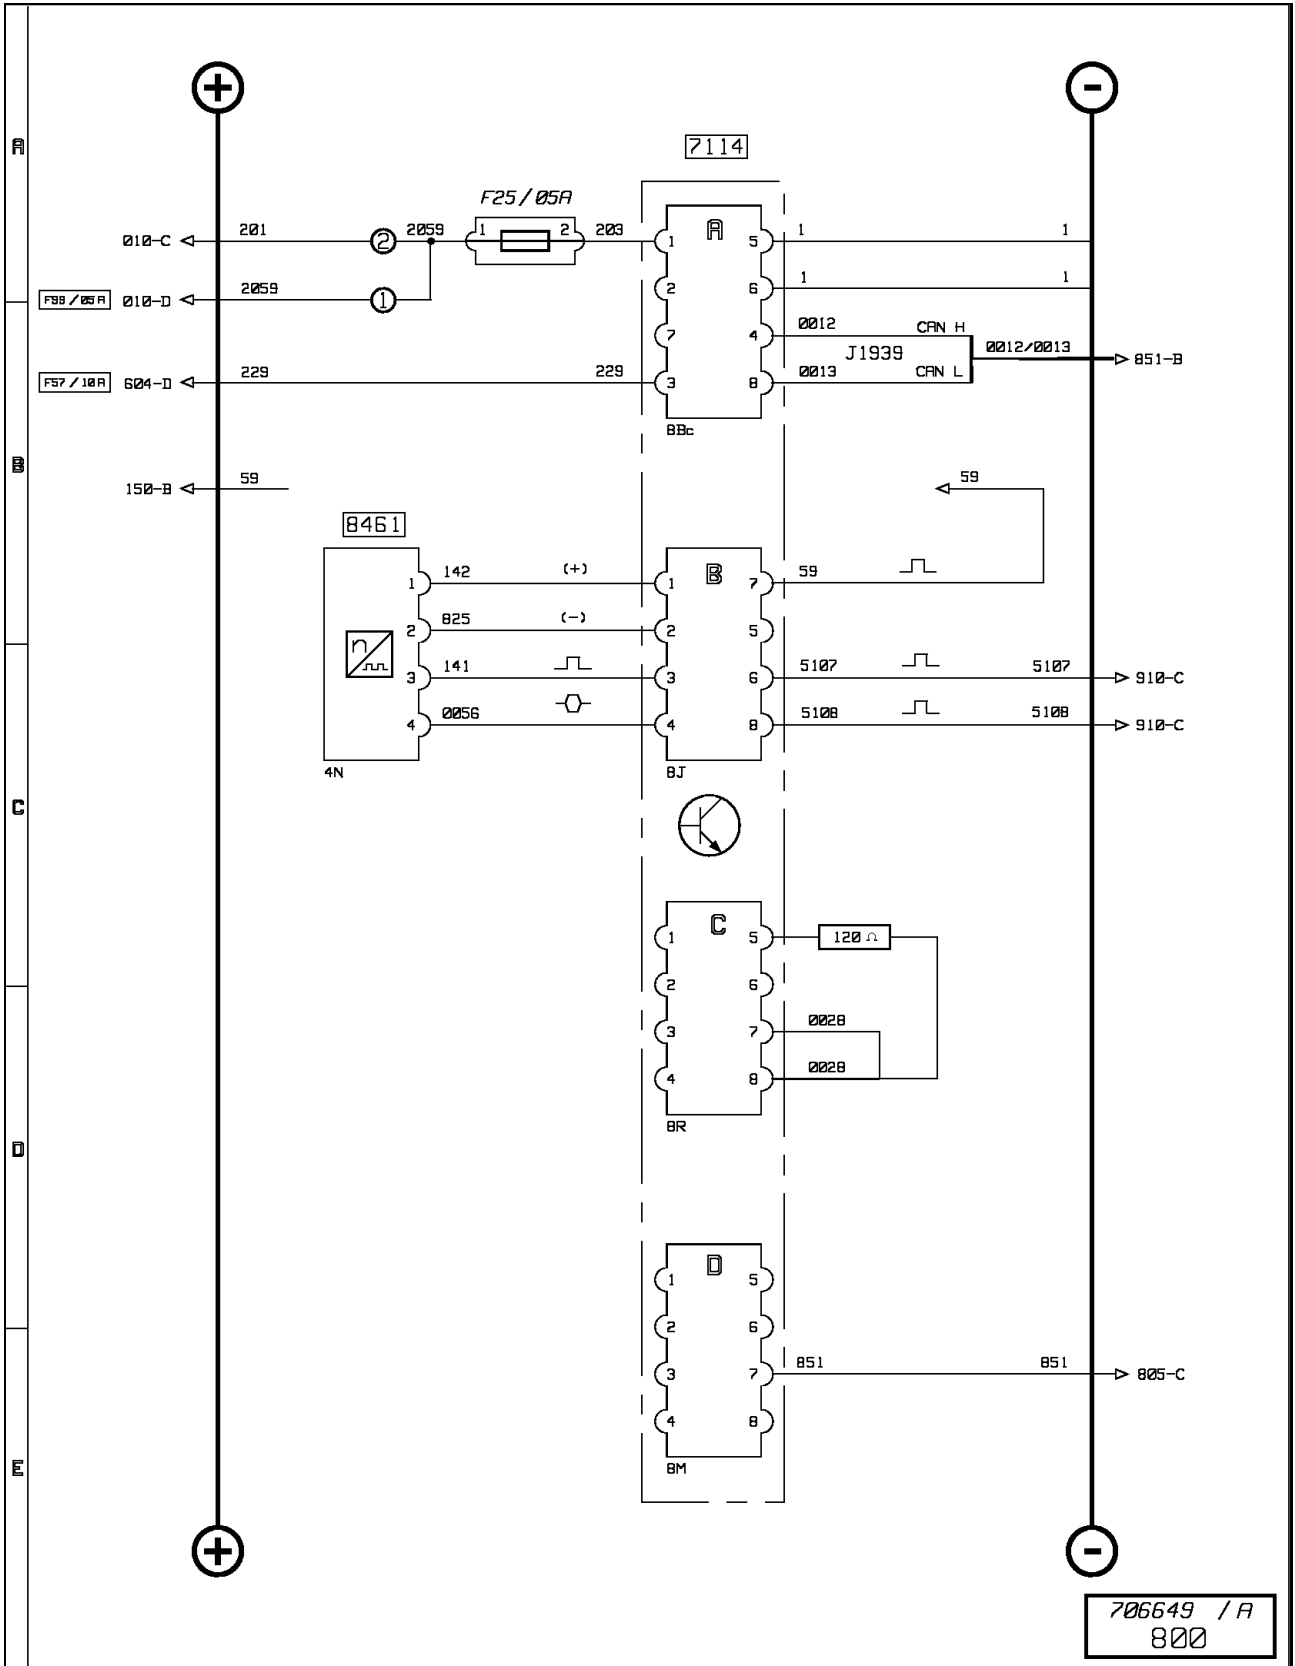 + -
A
7114
F25/05A
010-C 201 2 2059 1 2 203 1 A 5 1 1
F98/05A 010-D 2059 1 2 6 1 1
7 4 0012 CAN H
J1939 0012/0013 851-B
F57/10A 604-D 229 229 3 8 0013 CAN L
8Bc
B
150-B 59 59
8461
1 142 (+) 1 B 7 59
2 825 (-) 2 5
n
3 141 3 6 5107 5107 910-C
4 0056 4 8 5108 5108 910-C
4N 8J
C
C
1 5 120 Ω
2 6
3 7 0028
4 8 0028
8R
D
D
1 5
2 6
3 7 851 851 805-C
4 8
8M
E
+ -
706649 /A
800